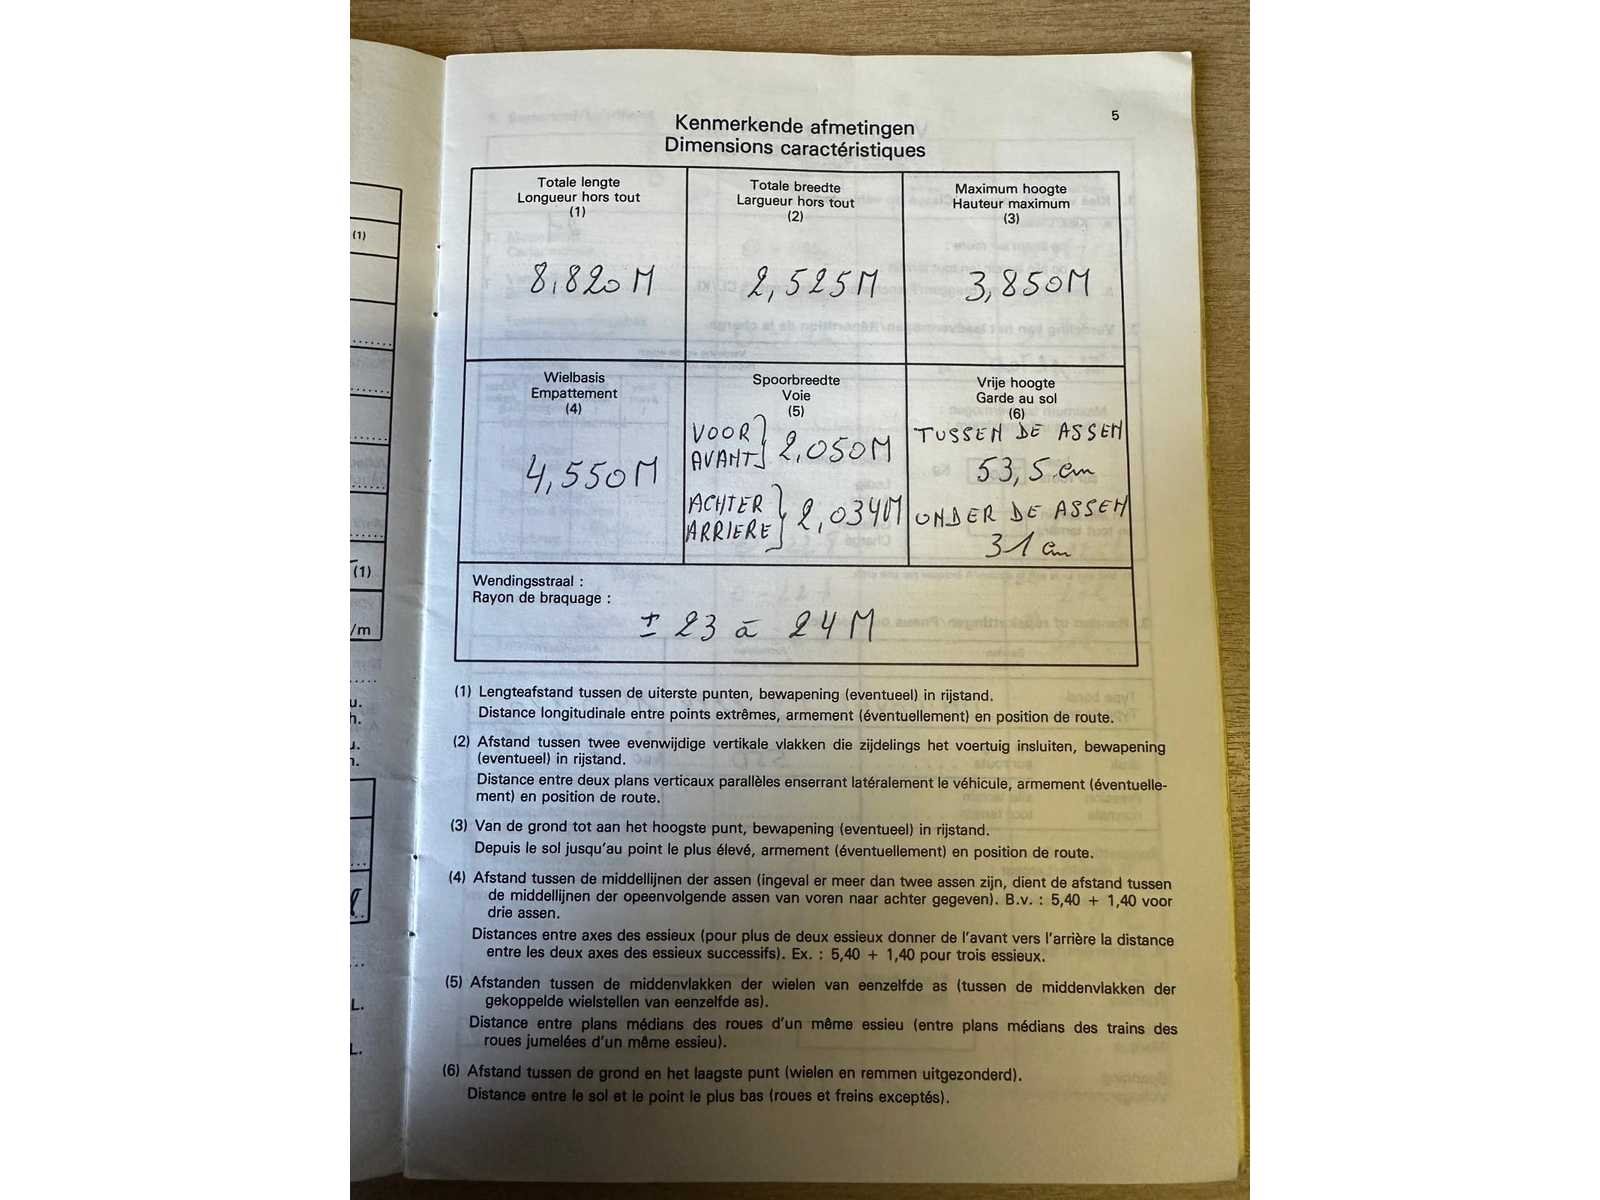 5
Kenmerkende afmetingen
Dimensions caractéristiques
Totale lengte
Longueur hors tout
(1)
8,820 M
Totale breedte
Largueur hors tout
(2)
2,525 M
Maximum hoogte
Hauteur maximum
(3)
3,850 M
Wielbasis
Empattement
(4)
4,550 M
Spoorbreedte
Voie
(5)
VOOR
AVANT } 2,050 M
ACHTER
ARRIERE } 2,034 M
Vrije hoogte
Garde au sol
(6)
TUSSEN DE ASSEN
53,5 cm
ONDER DE ASSEN
31 cm
Wendingsstraal :
Rayon de braquage :
± 23 à 24 M
(1) Lengteafstand tussen de uiterste punten, bewapening (eventueel) in rijstand.
Distance longitudinale entre points extrêmes, armement (éventuellement) en position de route.
(2) Afstand tussen twee evenwijdige vertikale vlakken die zijdelings het voertuig insluiten, bewapening
(eventueel) in rijstand.
Distance entre deux plans verticaux parallèles enserrant latéralement le véhicule, armement (éventuelle-
ment) en position de route.
(3) Van de grond tot aan het hoogste punt, bewapening (eventueel) in rijstand.
Depuis le sol jusqu'au point le plus élevé, armement (éventuellement) en position de route.
(4) Afstand tussen de middellijnen der assen (ingeval er meer dan twee assen zijn, dient de afstand tussen
de middellijnen der opeenvolgende assen van voren naar achter gegeven). B.v. : 5,40 + 1,40 voor
drie assen.
Distances entre axes des essieux (pour plus de deux essieux donner de l'avant vers l'arrière la distance
entre les deux axes des essieux successifs). Ex. : 5,40 + 1,40 pour trois essieux.
(5) Afstanden tussen de middenvlakken der wielen van eenzelfde as (tussen de middenvlakken der
gekoppelde wielstellen van eenzelfde as).
Distance entre plans médians des roues d'un même essieu (entre plans médians des trains des
roues jumelées d'un même essieu).
(6) Afstand tussen de grond en het laagste punt (wielen en remmen uitgezonderd).
Distance entre le sol et le point le plus bas (roues et freins exceptés).
(1)
(1)
/m
u.
h.
L.
L.